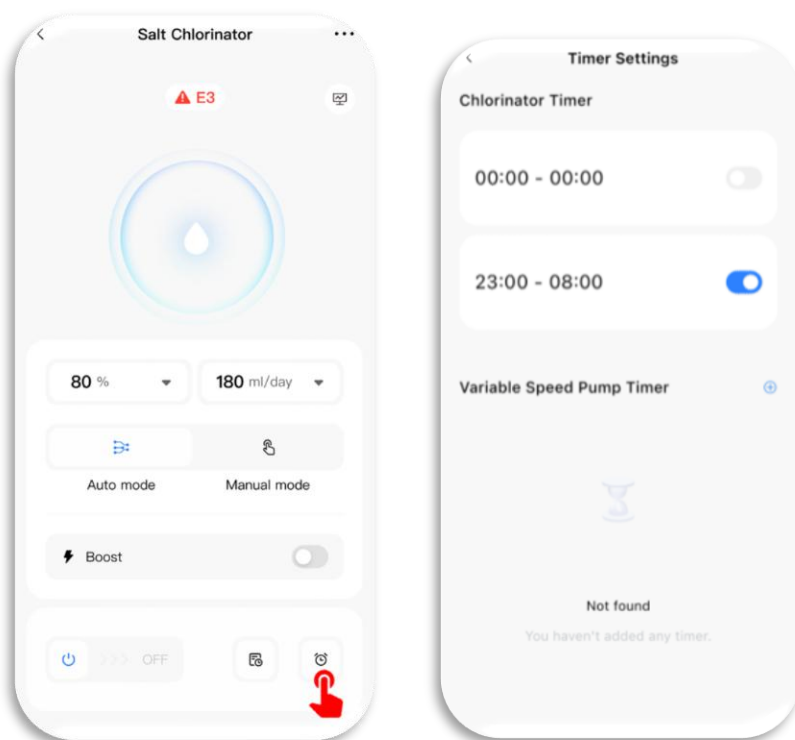 Salt Chlorinator
E3
80 %
180 ml/day
Auto mode
Manual mode
Boost
>>> OFF
Timer Settings
Chlorinator Timer
00:00 - 00:00
23:00 - 08:00
Variable Speed Pump Timer
Not found
You haven't added any timer.